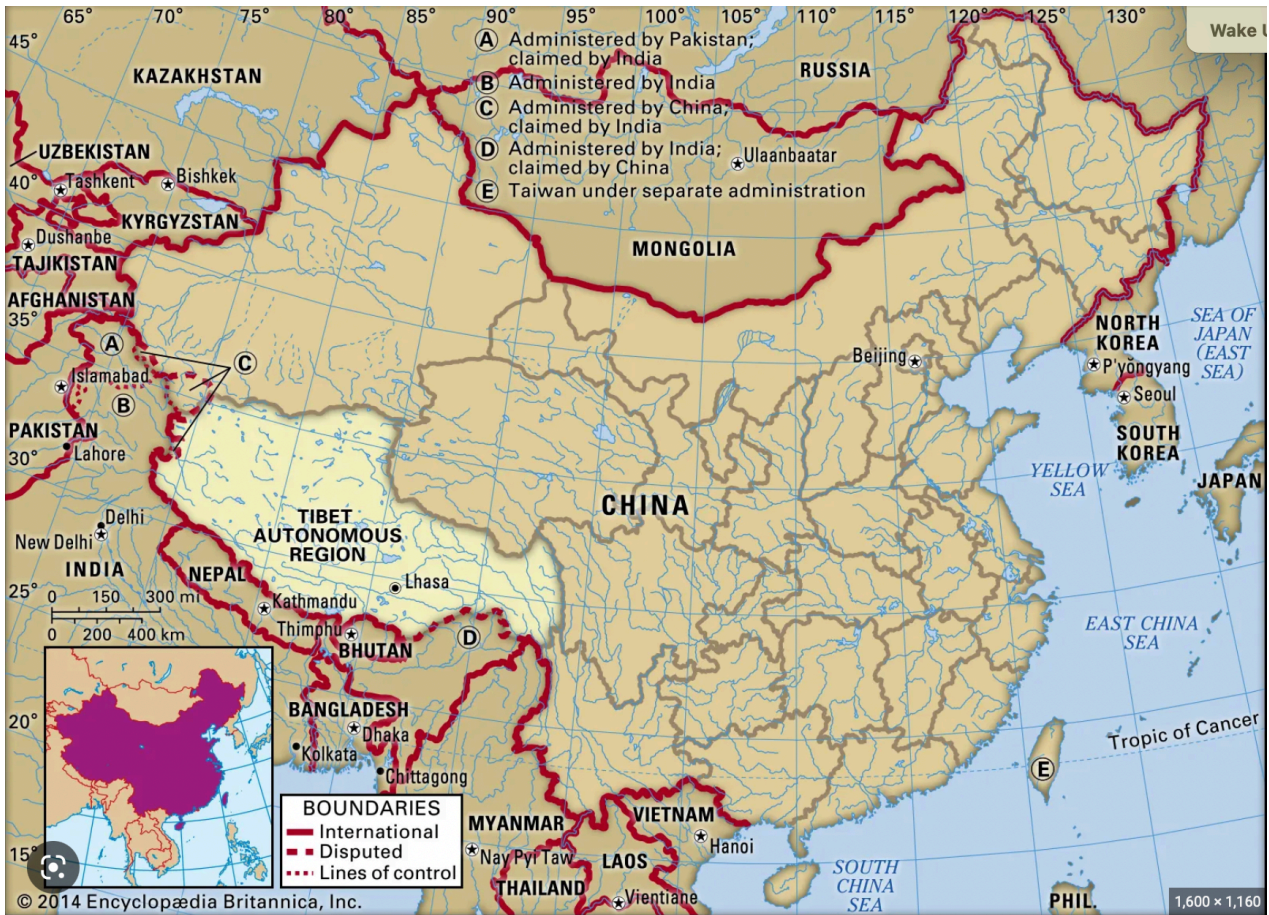 65°
70°
75°
80°
85°
90°
95°
100°
105°
110°
115°
120°
125°
130°
Wake U
45°
A Administered by Pakistan;
claimed by India
B Administered by India
C Administered by China;
claimed by India
D Administered by India;
claimed by China
E Taiwan under separate administration
KAZAKHSTAN
RUSSIA
UZBEKISTAN
Ulaanbaatar
40°
Tashkent
Bishkek
KYRGYZSTAN
Dushanbe
TAJIKISTAN
MONGOLIA
AFGHANISTAN
35°
A
C
Islamabad
B
PAKISTAN
Lahore
30°
Beijing
NORTH
KOREA
P'yŏngyang
Seoul
SOUTH
KOREA
SEA OF
JAPAN
(EAST
SEA)
YELLOW
SEA
JAPAN
CHINA
TIBET
AUTONOMOUS
REGION
Lhasa
Delhi
New Delhi
INDIA
NEPAL
Kathmandu
25°
0 150 300 mi
0 200 400 km
Thimphu
BHUTAN
D
EAST CHINA
SEA
BANGLADESH
Dhaka
20°
Kolkata
Chittagong
Tropic of Cancer
E
BOUNDARIES
International
Disputed
Lines of control
MYANMAR
Nay Pyi Taw
VIETNAM
Hanoi
LAOS
THAILAND
Vientiane
15°
SOUTH
CHINA
SEA
PHIL.
1,600 × 1,160
© 2014 Encyclopædia Britannica, Inc.